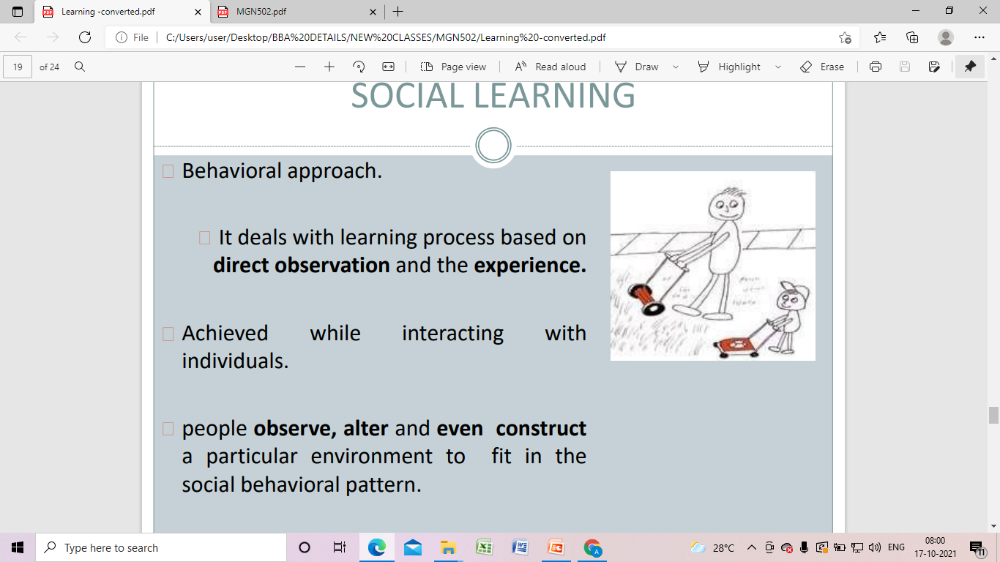 Learning -converted.pdf
MGN502.pdf
File
C:/Users/user/Desktop/BBA%20DETAILS/NEW%20CLASSES/MGN502/Learning%20-converted.pdf
19 of 24
Page view
Read aloud
Draw
Highlight
Erase
SOCIAL LEARNING
Behavioral approach.
It deals with learning process based on
direct observation and the experience.
Achieved while interacting with
individuals.
people observe, alter and even construct
a particular environment to fit in the
social behavioral pattern.
Type here to search
28°C
ENG
08:00
17-10-2021
11